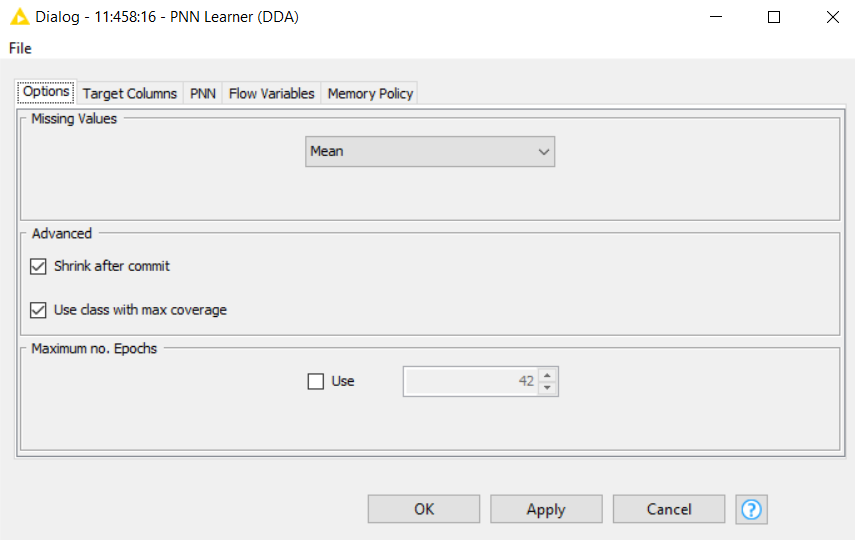 Dialog - 11:458:16 - PNN Learner (DDA)
File
Options Target Columns PNN Flow Variables Memory Policy
Missing Values
Mean
Advanced
Shrink after commit
Use class with max coverage
Maximum no. Epochs
Use 42
OK Apply Cancel ?